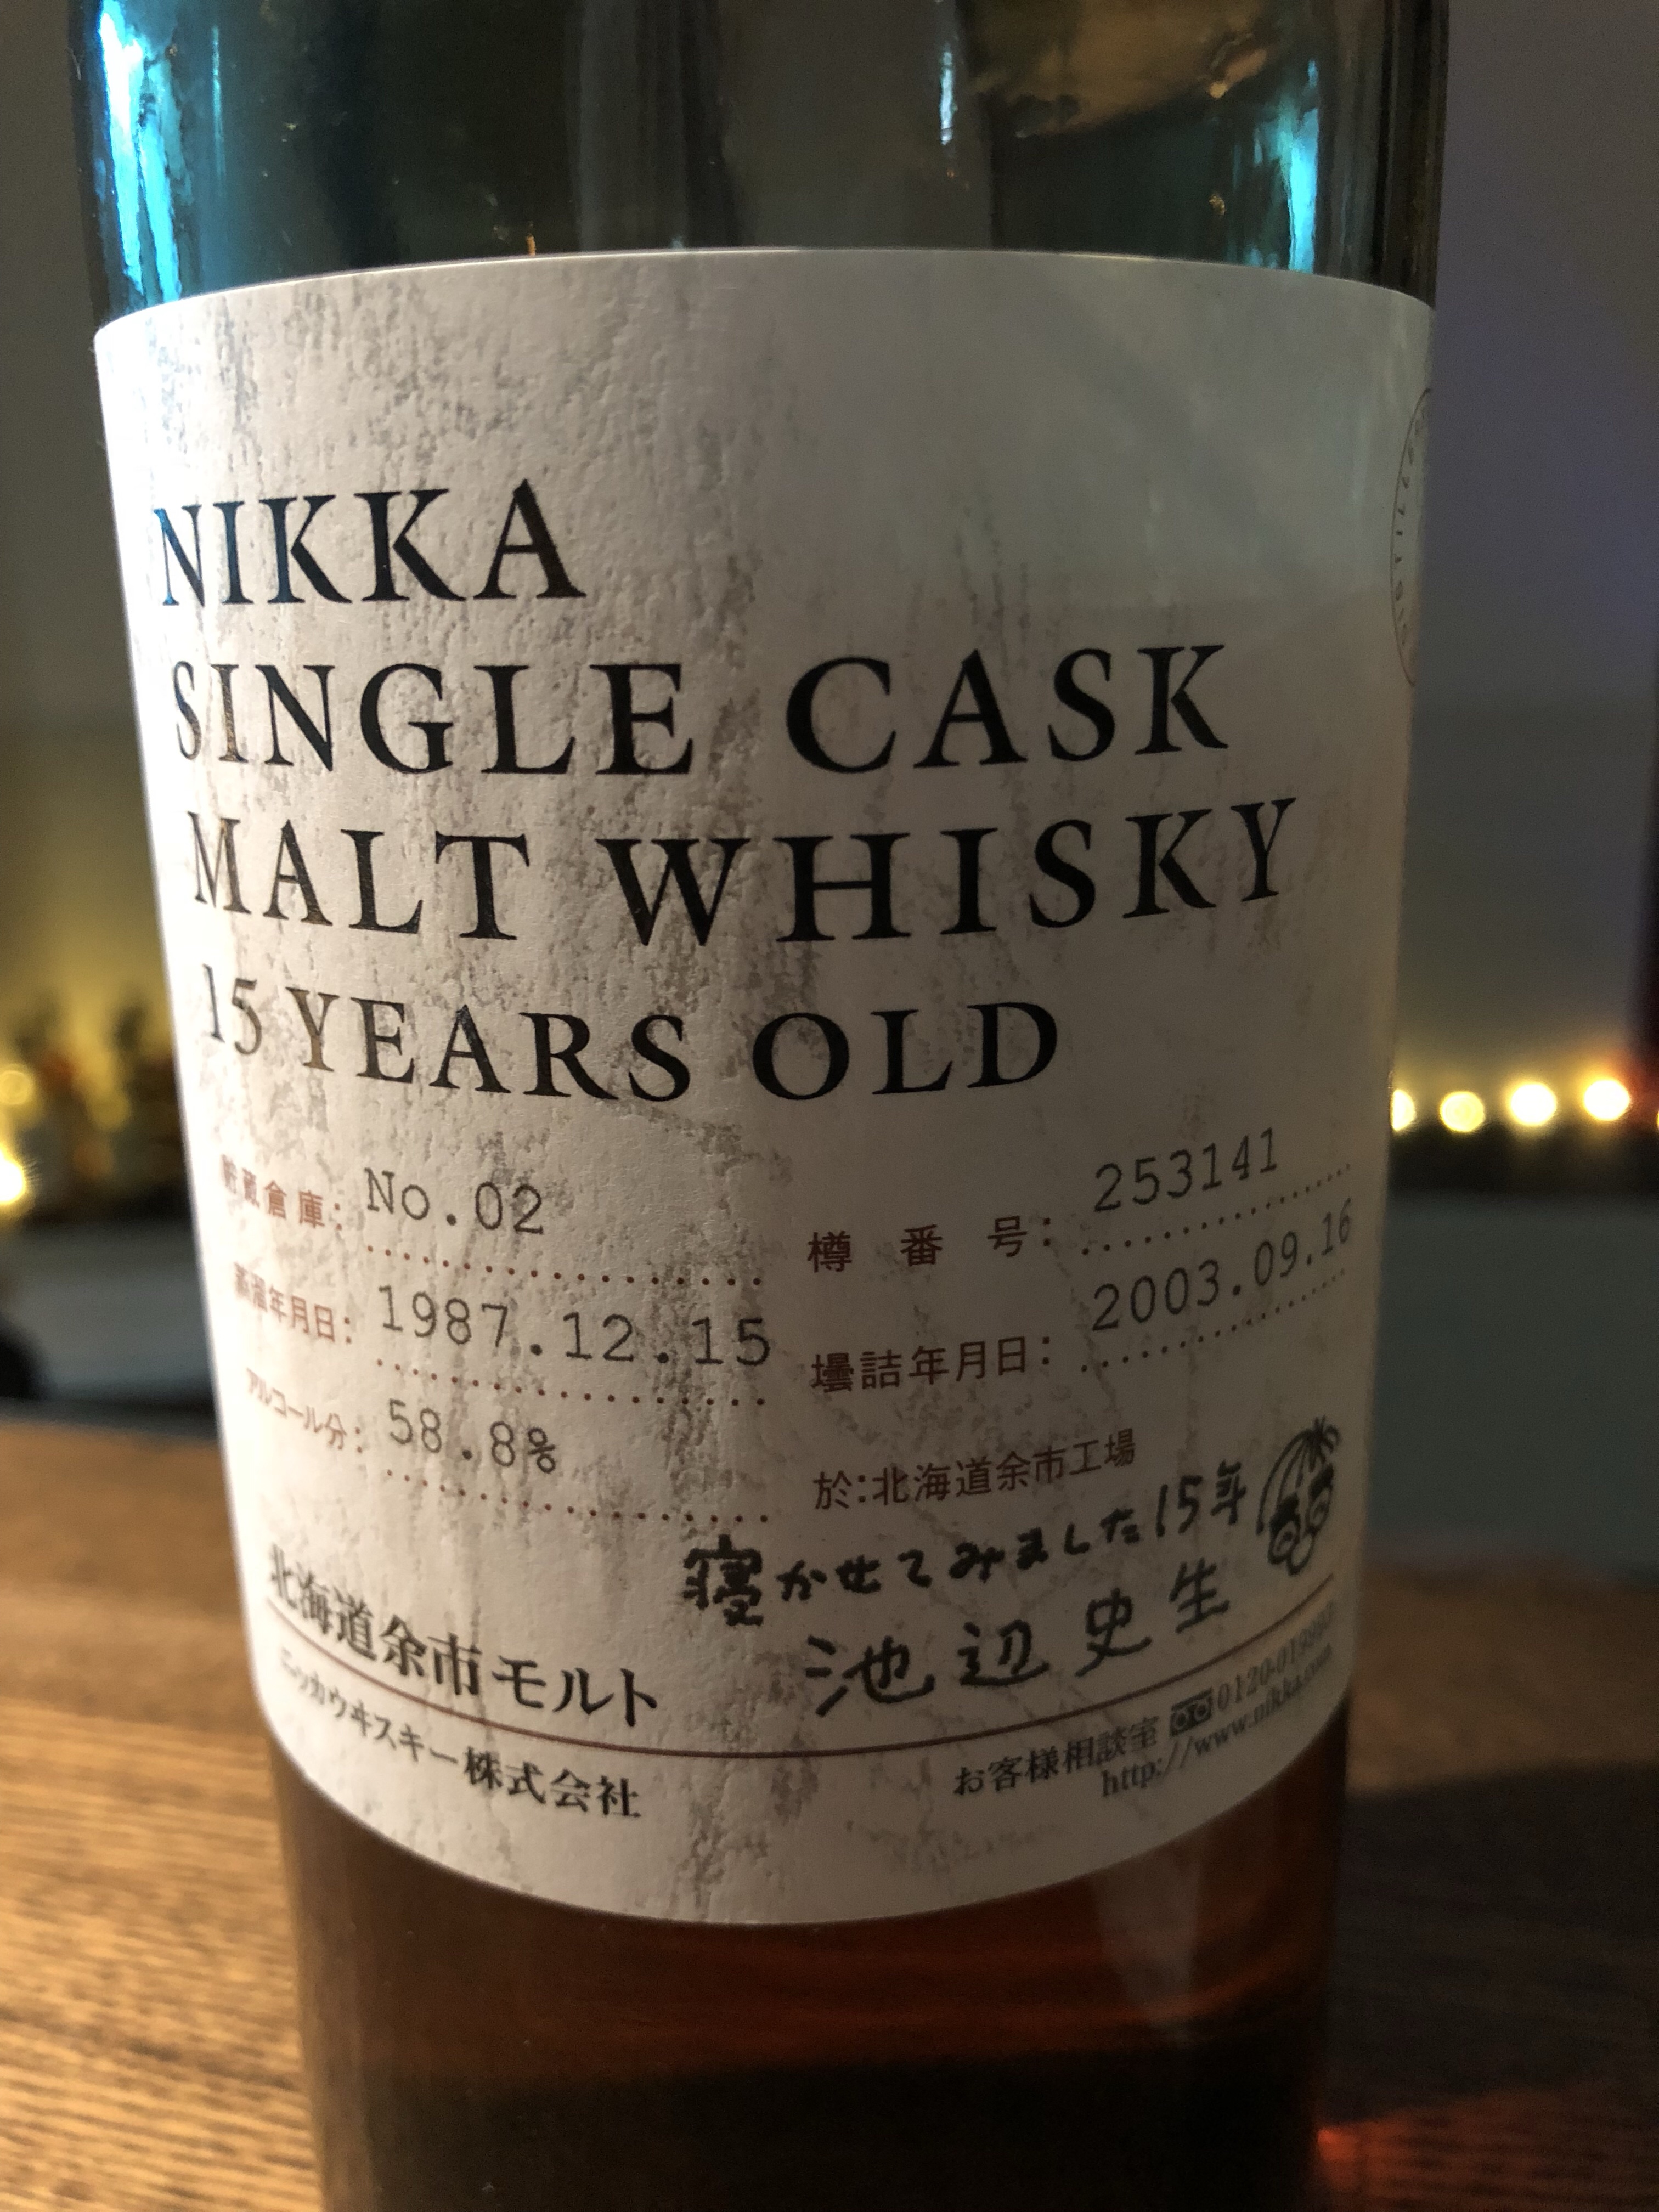 NIKKA
SINGLE CASK
MALT WHISKY
15 YEARS OLD
貯蔵倉庫: No.02
樽番号: 253141
蒸溜年月日: 1987.12.15
壜詰年月日: 2003.09.16
アルコール分: 58.8%
於:北海道余市工場
寝かせてみました15年
池辺史生
北海道余市モルト
ニッカウヰスキー株式会社
お客様相談室 0120-019993
http://www.nikka.com